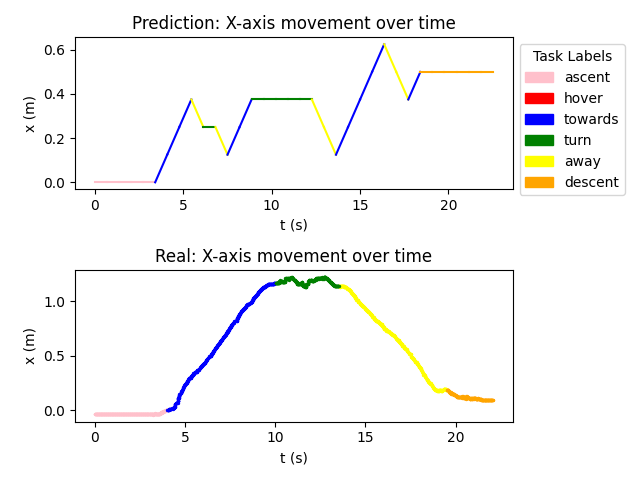 Prediction: X-axis movement over time
0.6
0.4
0.2
0.0
x (m)
0 5 10 15 20
t (s)
Task Labels
ascent
hover
towards
turn
away
descent
Real: X-axis movement over time
1.0
0.5
0.0
x (m)
0 5 10 15 20
t (s)